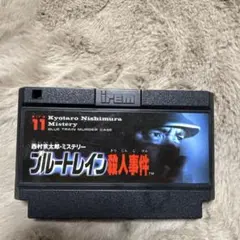 irem
11
Kyotaro Nishimura
Mistery
BLUE TRAIN MURDER CASE
西村京太郎・ミステリー
ブルートレイン殺人事件